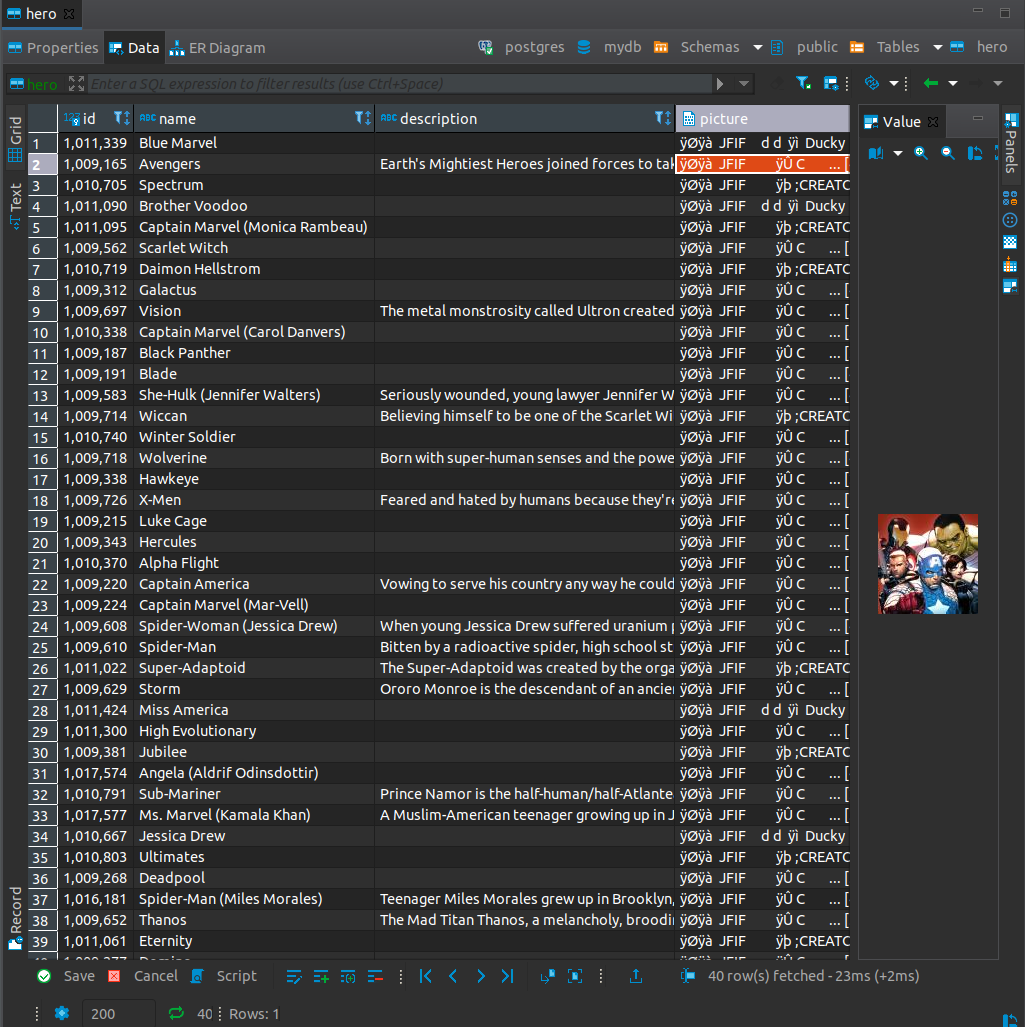 hero
Properties Data ER Diagram postgres mydb Schemas public Tables hero
hero Enter a SQL expression to filter results (use Ctrl+Space)
Grid
Text
Record
123 id ABC name ABC description picture
1 1,011,339 Blue Marvel ÿØÿà JFIF d d ÿì Ducky
2 1,009,165 Avengers Earth's Mightiest Heroes joined forces to tak ÿØÿà JFIF ÿÛ C ... [
3 1,010,705 Spectrum ÿØÿà JFIF ÿþ ;CREATO
4 1,011,090 Brother Voodoo ÿØÿà JFIF d d ÿì Ducky
5 1,011,095 Captain Marvel (Monica Rambeau) ÿØÿà JFIF ÿþ ;CREATO
6 1,009,562 Scarlet Witch ÿØÿà JFIF ÿÛ C ... [
7 1,010,719 Daimon Hellstrom ÿØÿà JFIF ÿþ ;CREATO
8 1,009,312 Galactus ÿØÿà JFIF ÿÛ C ... [
9 1,009,697 Vision The metal monstrosity called Ultron created ÿØÿà JFIF ÿÛ C ... [
10 1,010,338 Captain Marvel (Carol Danvers) ÿØÿà JFIF ÿÛ C ... [
11 1,009,187 Black Panther ÿØÿà JFIF ÿÛ C ... [
12 1,009,191 Blade ÿØÿà JFIF ÿÛ C ... [
13 1,009,583 She-Hulk (Jennifer Walters) Seriously wounded, young lawyer Jennifer W ÿØÿà JFIF ÿÛ C ... [
14 1,009,714 Wiccan Believing himself to be one of the Scarlet Wi ÿØÿà JFIF ÿþ ;CREATO
15 1,010,740 Winter Soldier ÿØÿà JFIF ÿÛ C ... [
16 1,009,718 Wolverine Born with super-human senses and the powe ÿØÿà JFIF ÿÛ C ... [
17 1,009,338 Hawkeye ÿØÿà JFIF ÿÛ C ... [
18 1,009,726 X-Men Feared and hated by humans because they're ÿØÿà JFIF ÿÛ C ... [
19 1,009,215 Luke Cage ÿØÿà JFIF ÿÛ C ... [
20 1,009,343 Hercules ÿØÿà JFIF ÿÛ C ... [
21 1,010,370 Alpha Flight ÿØÿà JFIF ÿÛ C ... [
22 1,009,220 Captain America Vowing to serve his country any way he could ÿØÿà JFIF ÿÛ C ... [
23 1,009,224 Captain Marvel (Mar-Vell) ÿØÿà JFIF ÿÛ C ... [
24 1,009,608 Spider-Woman (Jessica Drew) When young Jessica Drew suffered uranium p ÿØÿà JFIF ÿÛ C ... [
25 1,009,610 Spider-Man Bitten by a radioactive spider, high school st ÿØÿà JFIF ÿÛ C ... [
26 1,011,022 Super-Adaptoid The Super-Adaptoid was created by the orga ÿØÿà JFIF ÿþ ;CREATO
27 1,009,629 Storm Ororo Monroe is the descendant of an ancien ÿØÿà JFIF ÿÛ C ... [
28 1,011,424 Miss America ÿØÿà JFIF d d ÿì Ducky
29 1,011,300 High Evolutionary ÿØÿà JFIF ÿÛ C ... [
30 1,009,381 Jubilee ÿØÿà JFIF ÿþ ;CREATO
31 1,017,574 Angela (Aldrif Odinsdottir) ÿØÿà JFIF ÿÛ C ... [
32 1,010,791 Sub-Mariner Prince Namor is the half-human/half-Atlante ÿØÿà JFIF ÿÛ C ... [
33 1,017,577 Ms. Marvel (Kamala Khan) A Muslim-American teenager growing up in J ÿØÿà JFIF ÿÛ C ... [
34 1,010,667 Jessica Drew ÿØÿà JFIF d d ÿì Ducky
35 1,010,803 Ultimates ÿØÿà JFIF ÿþ ;CREATO
36 1,009,268 Deadpool ÿØÿà JFIF ÿÛ C ... [
37 1,016,181 Spider-Man (Miles Morales) Teenager Miles Morales grew up in Brooklyn, ÿØÿà JFIF ÿÛ C ... [
38 1,009,652 Thanos The Mad Titan Thanos, a melancholy, broodin ÿØÿà JFIF ÿÛ C ... [
39 1,011,061 Eternity ÿØÿà JFIF ÿþ ;CREATO
Value
Panels
Save Cancel Script 40 row(s) fetched - 23ms (+2ms)
200 40 Rows: 1